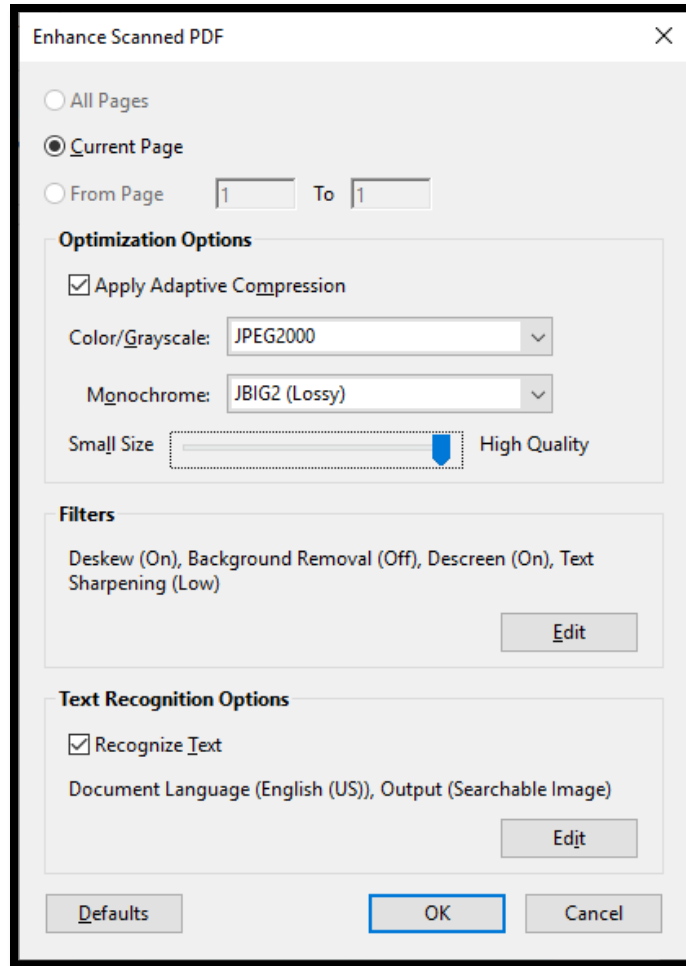 Enhance Scanned PDF
All Pages
Current Page
From Page 1 To 1
Optimization Options
Apply Adaptive Compression
Color/Grayscale: JPEG2000
Monochrome: JBIG2 (Lossy)
Small Size High Quality
Filters
Deskew (On), Background Removal (Off), Descreen (On), Text
Sharpening (Low)
Edit
Text Recognition Options
Recognize Text
Document Language (English (US)), Output (Searchable Image)
Edit
Defaults OK Cancel